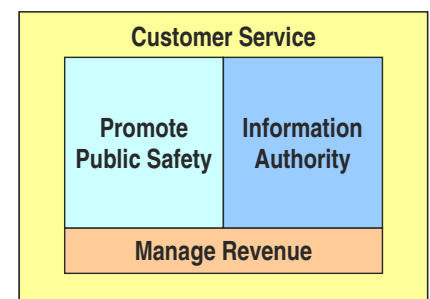 Customer Service
Promote
Public Safety
Information
Authority
Manage Revenue